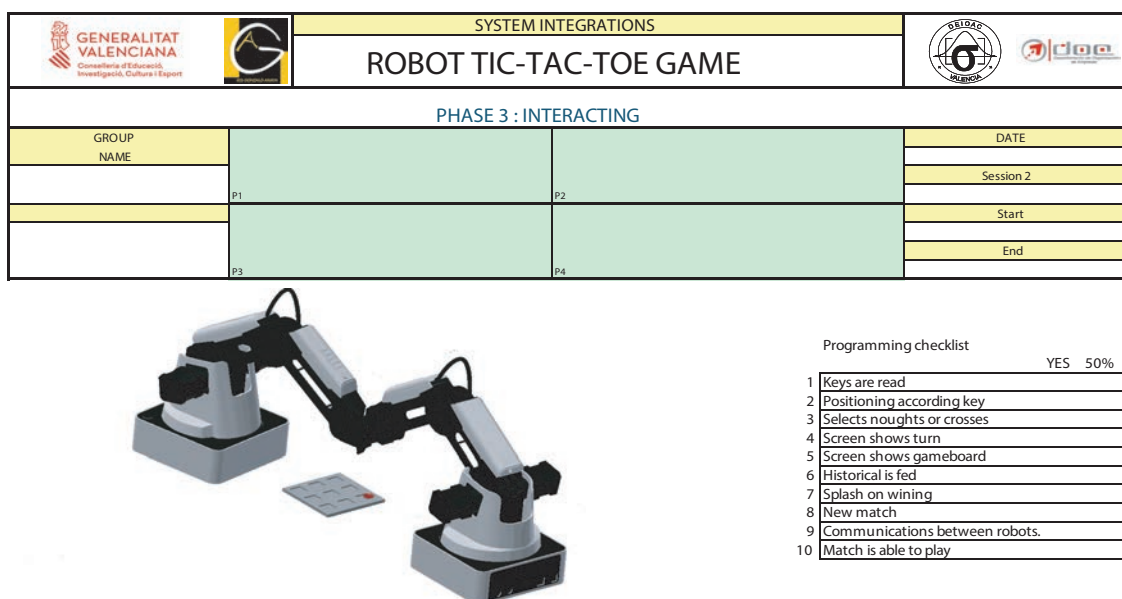 GENERALITAT
VALENCIANA
Conselleria d'Educació,
Investigació, Cultura i Esport
SYSTEM INTEGRATIONS
ROBOT TIC-TAC-TOE GAME
DEIOAC
VALENCIA
doe
PHASE 3 : INTERACTING
GROUP
NAME
P1
P2
DATE
Session 2
P3
P4
Start
End
Programming checklist
YES 50%
1 Keys are read
2 Positioning according key
3 Selects noughts or crosses
4 Screen shows turn
5 Screen shows gameboard
6 Historical is fed
7 Splash on wining
8 New match
9 Communications between robots.
10 Match is able to play